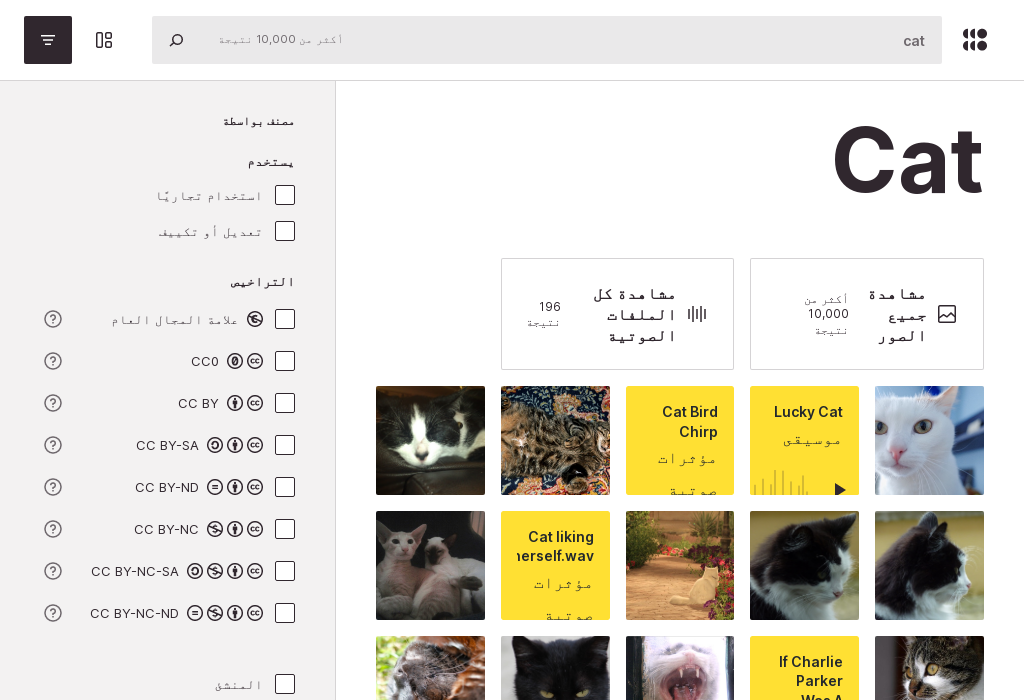 cat
أكثر من 10,000 نتيجة
Cat
مشاهدة جميع الصور
أكثر من 10,000 نتيجة
مشاهدة كل الملفات الصوتية
196 نتيجة
Lucky Cat
موسيقى
Cat Bird
Chirp
مؤثرات
صوتية
Cat liking
herself.wav
مؤثرات
صوتية
If Charlie
Parker
Was A
مصنف بواسطة
يستخدم
استخدام تجاريًا
تعديل أو تكييف
التراخيص
علامة المجال العام
CC0
CC BY
CC BY-SA
CC BY-ND
CC BY-NC
CC BY-NC-SA
CC BY-NC-ND
المنشئ